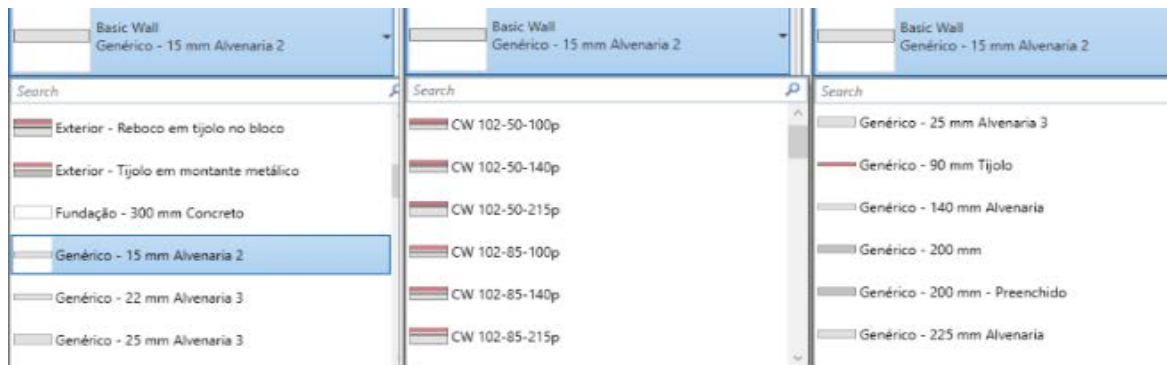 Basic Wall
Genérico - 15 mm Alvenaria 2
Search
Exterior - Reboco em tijolo no bloco
Exterior - Tijolo em montante metálico
Fundação - 300 mm Concreto
Genérico - 15 mm Alvenaria 2
Genérico - 22 mm Alvenaria 3
Genérico - 25 mm Alvenaria 3
Basic Wall
Genérico - 15 mm Alvenaria 2
Search
CW 102-50-100p
CW 102-50-140p
CW 102-50-215p
CW 102-85-100p
CW 102-85-140p
CW 102-85-215p
Basic Wall
Genérico - 15 mm Alvenaria 2
Search
Genérico - 25 mm Alvenaria 3
Genérico - 90 mm Tijolo
Genérico - 140 mm Alvenaria
Genérico - 200 mm
Genérico - 200 mm - Preenchido
Genérico - 225 mm Alvenaria